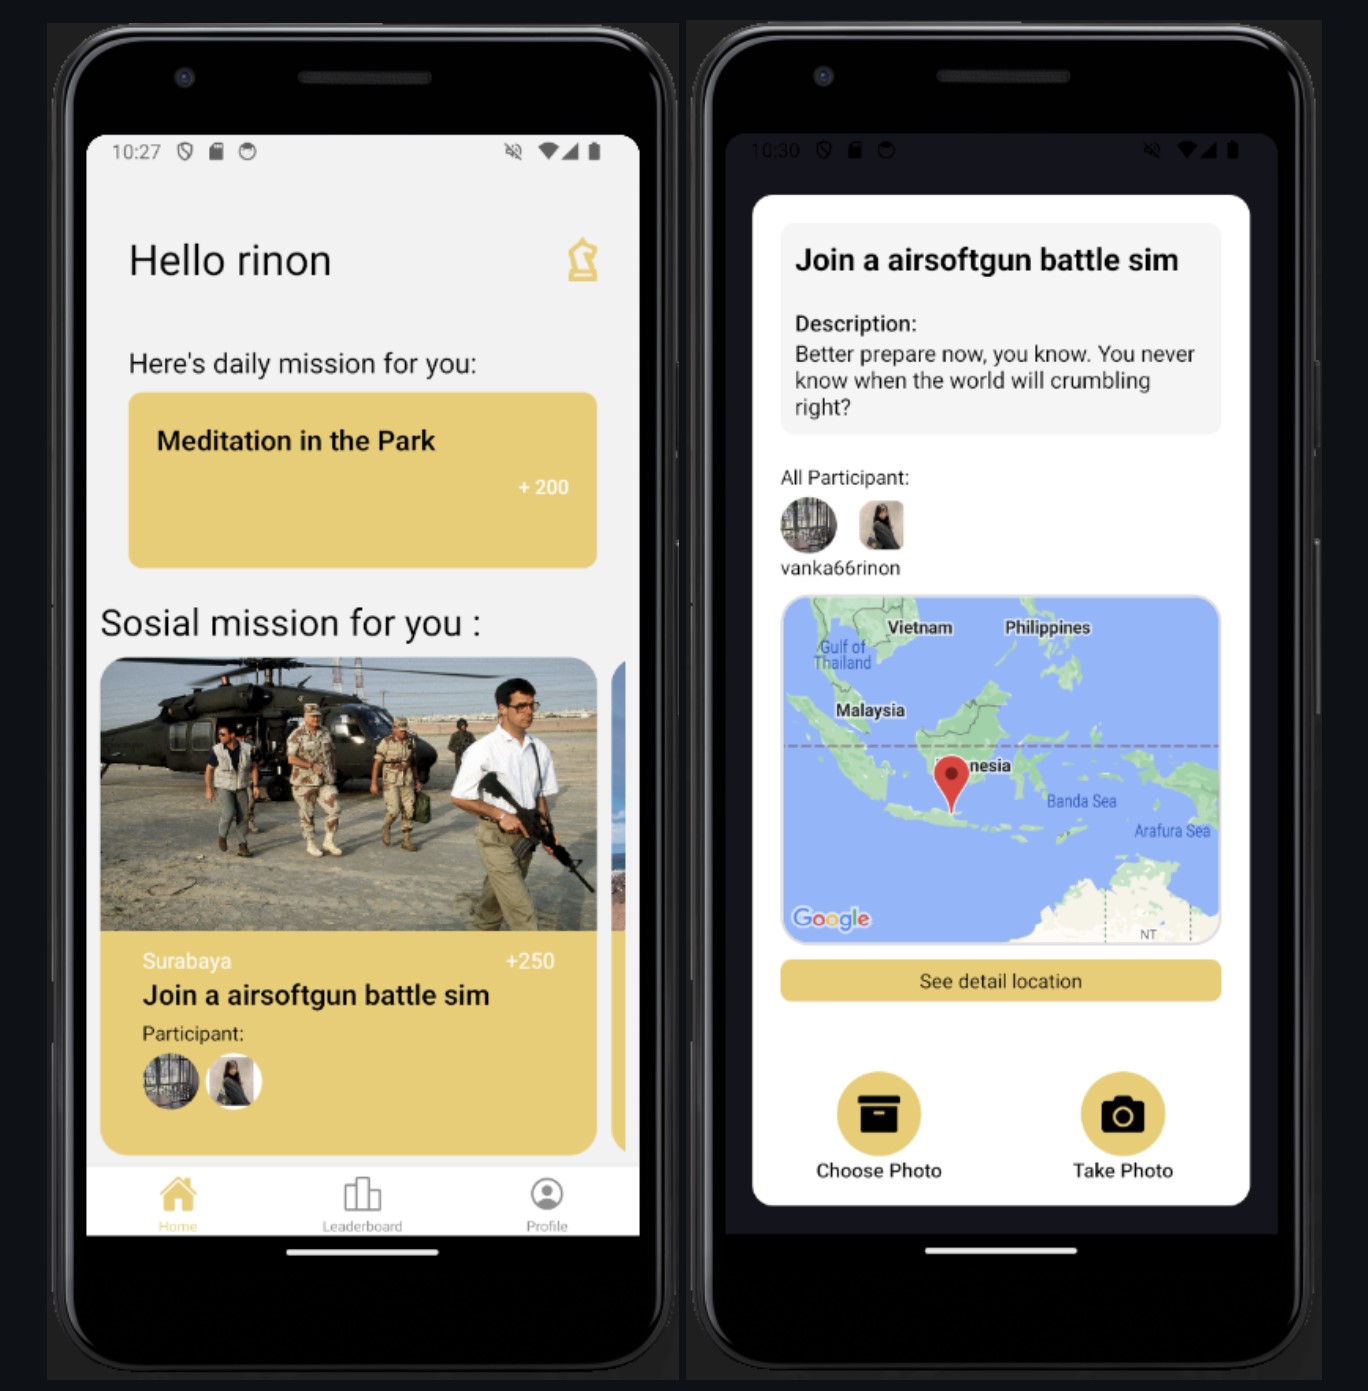 10:27
Hello rinon
Here's daily mission for you:
Meditation in the Park
+ 200
Sosial mission for you :
Surabaya
+250
Join a airsoftgun battle sim
Participant:
Home
Leaderboard
Profile
10:30
Join a airsoftgun battle sim
Description:
Better prepare now, you know. You never
know when the world will crumbling
right?
All Participant:
vanka66rinon
Vietnam
Philippines
Gulf of
Thailand
Malaysia
nesia
Banda Sea
Arafura Sea
Google
NT
See detail location
Choose Photo
Take Photo